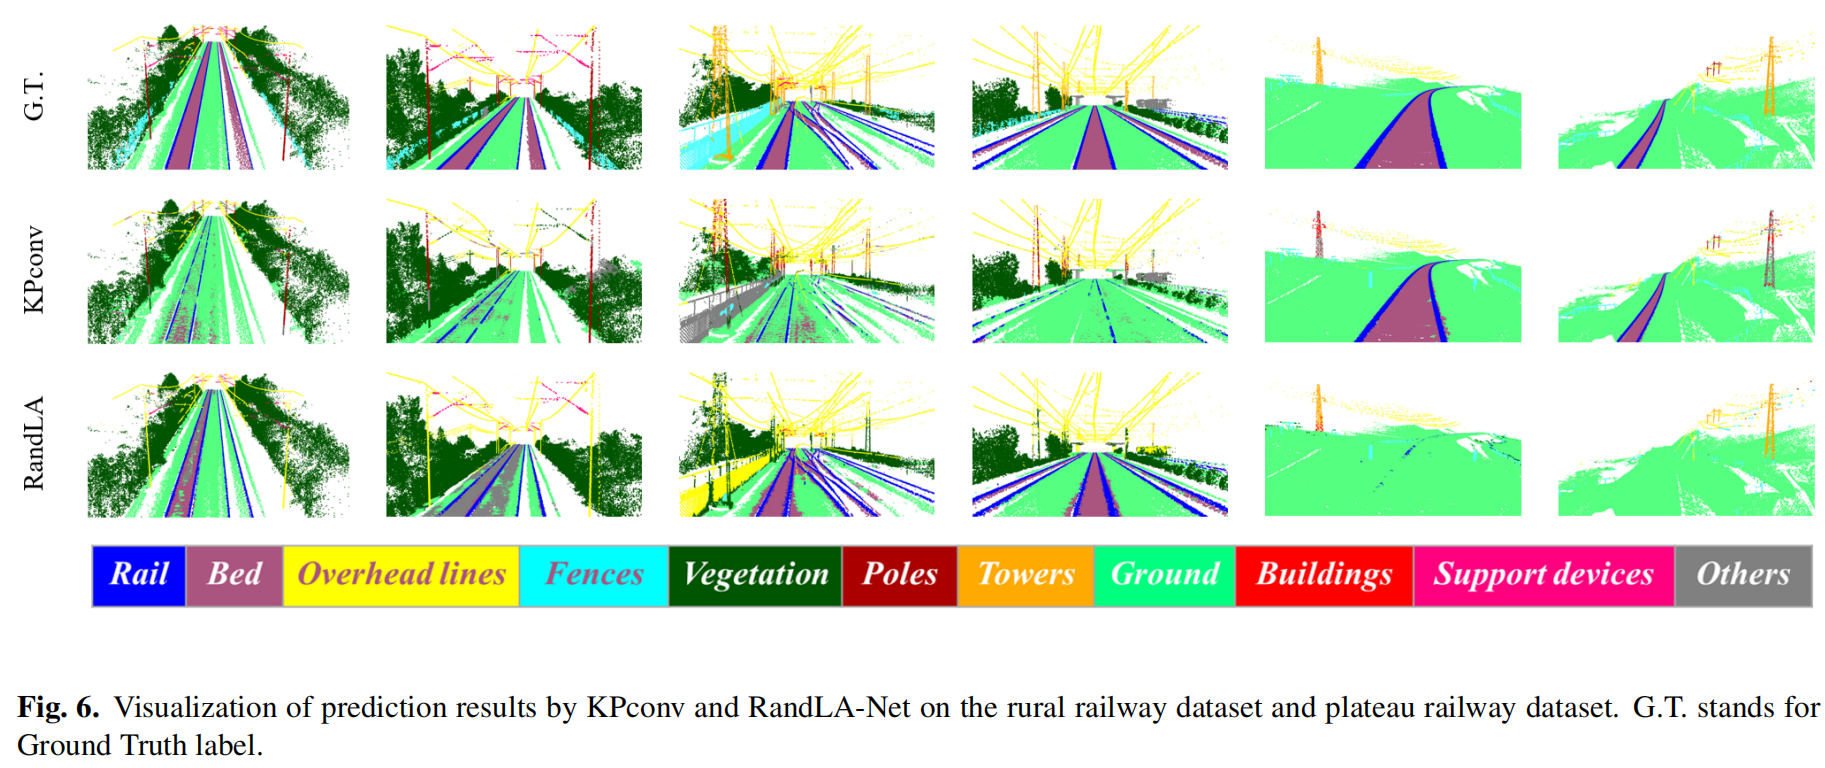 G.T.
KPconv
RandLA
Rail Bed Overhead lines Fences Vegetation Poles Towers Ground Buildings Support devices Others
Fig. 6. Visualization of prediction results by KPconv and RandLA-Net on the rural railway dataset and plateau railway dataset. G.T. stands for
Ground Truth label.